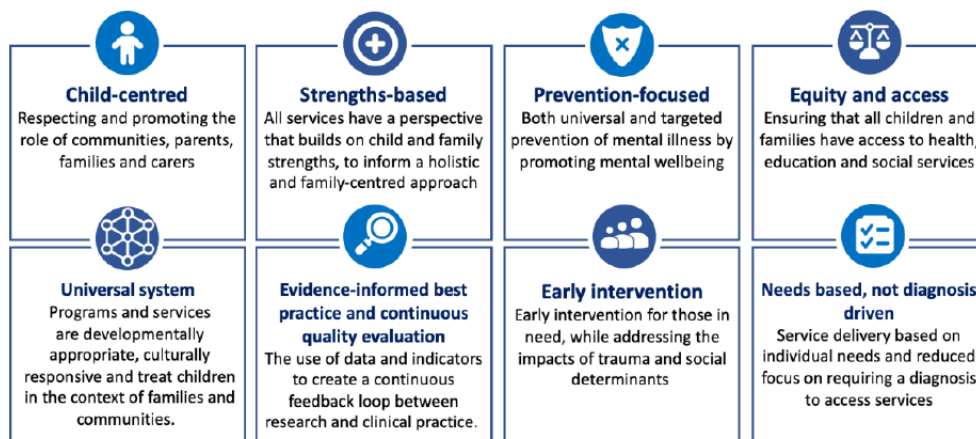 Child-centred
Respecting and promoting the
role of communities, parents,
families and carers
Strengths-based
All services have a perspective
that builds on child and family
strengths, to inform a holistic
and family-centred approach
Prevention-focused
Both universal and targeted
prevention of mental illness by
promoting mental wellbeing
Equity and access
Ensuring that all children and
families have access to health,
education and social services
Universal system
Programs and services
are developmentally
appropriate, culturally
responsive and treat children
in the context of families and
communities.
Evidence-informed best
practice and continuous
quality evaluation
The use of data and indicators
to create a continuous
feedback loop between
research and clinical practice.
Early intervention
Early intervention for those in
need, while addressing the
impacts of trauma and social
determinants
Needs based, not diagnosis
driven
Service delivery based on
individual needs and reduced
focus on requiring a diagnosis
to access services